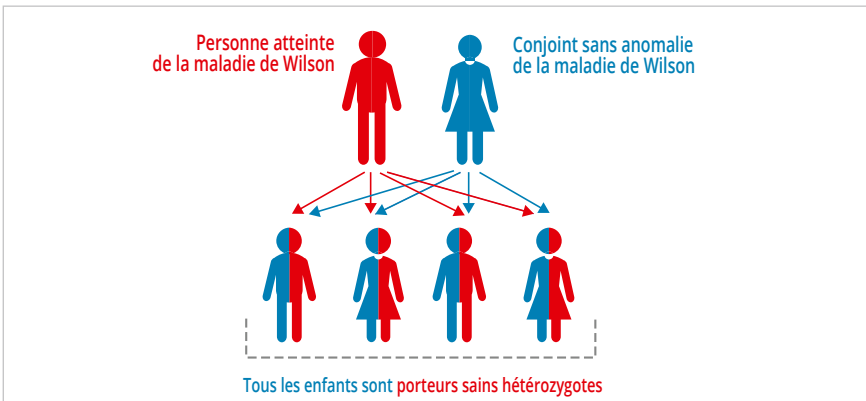 Personne atteinte
de la maladie de Wilson
Conjoint sans anomalie
de la maladie de Wilson
Tous les enfants sont porteurs sains hétérozygotes